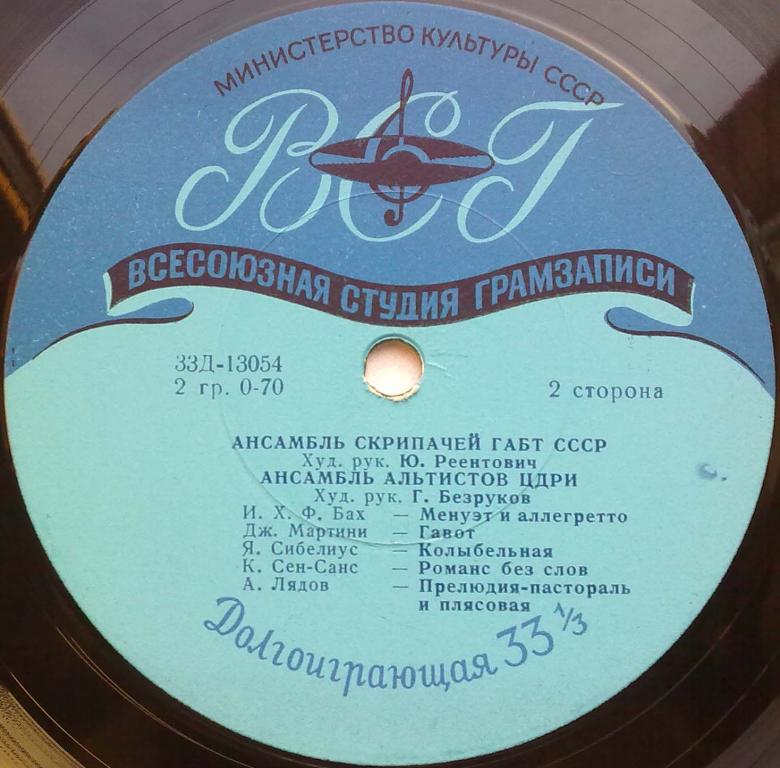 МИНИСТЕРСТВО КУЛЬТУРЫ СССР
ВСГ
ВСЕСОЮЗНАЯ СТУДИЯ ГРАМЗАПИСИ
33Д-13054
2 гр. 0-70
2 сторона
АНСАМБЛЬ СКРИПАЧЕЙ ГАБТ СССР
Худ. рук. Ю. Реентович
АНСАМБЛЬ АЛЬТИСТОВ ЦДРИ
Худ. рук. Г. Безруков
И. Х. Ф. Бах — Менуэт и аллегретто
Дж. Мартини — Гавот
Я. Сибелиус — Колыбельная
К. Сен-Санс — Романс без слов
А. Лядов — Прелюдия-пастораль
и плясовая
Долгоиграющая 33 1/3